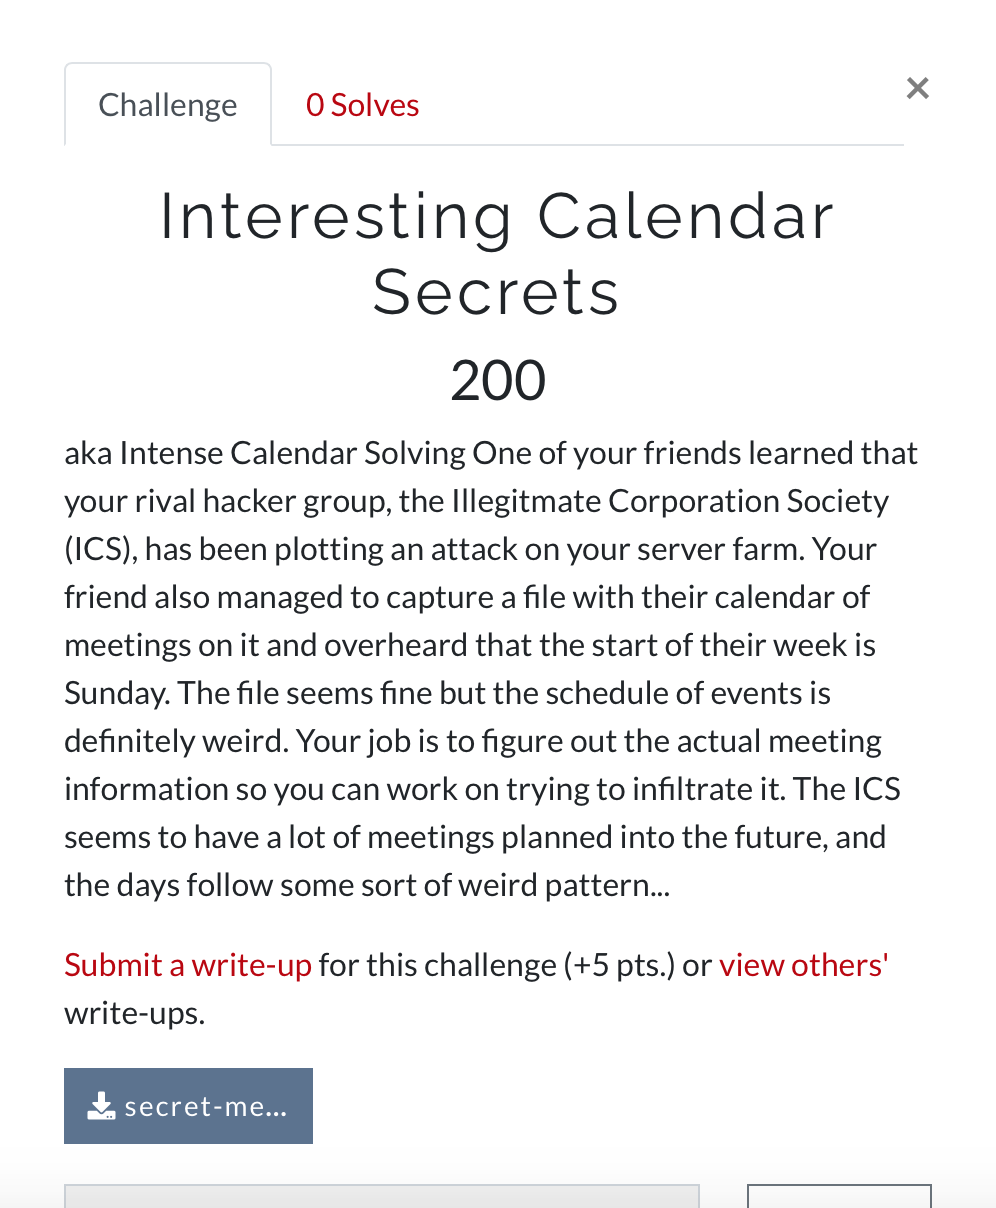 Challenge
0 Solves
×
Interesting Calendar
Secrets
200
aka Intense Calendar Solving One of your friends learned that
your rival hacker group, the Illegitmate Corporation Society
(ICS), has been plotting an attack on your server farm. Your
friend also managed to capture a file with their calendar of
meetings on it and overheard that the start of their week is
Sunday. The file seems fine but the schedule of events is
definitely weird. Your job is to figure out the actual meeting
information so you can work on trying to infiltrate it. The ICS
seems to have a lot of meetings planned into the future, and
the days follow some sort of weird pattern...
Submit a write-up for this challenge (+5 pts.) or view others'
write-ups.
secret-me...